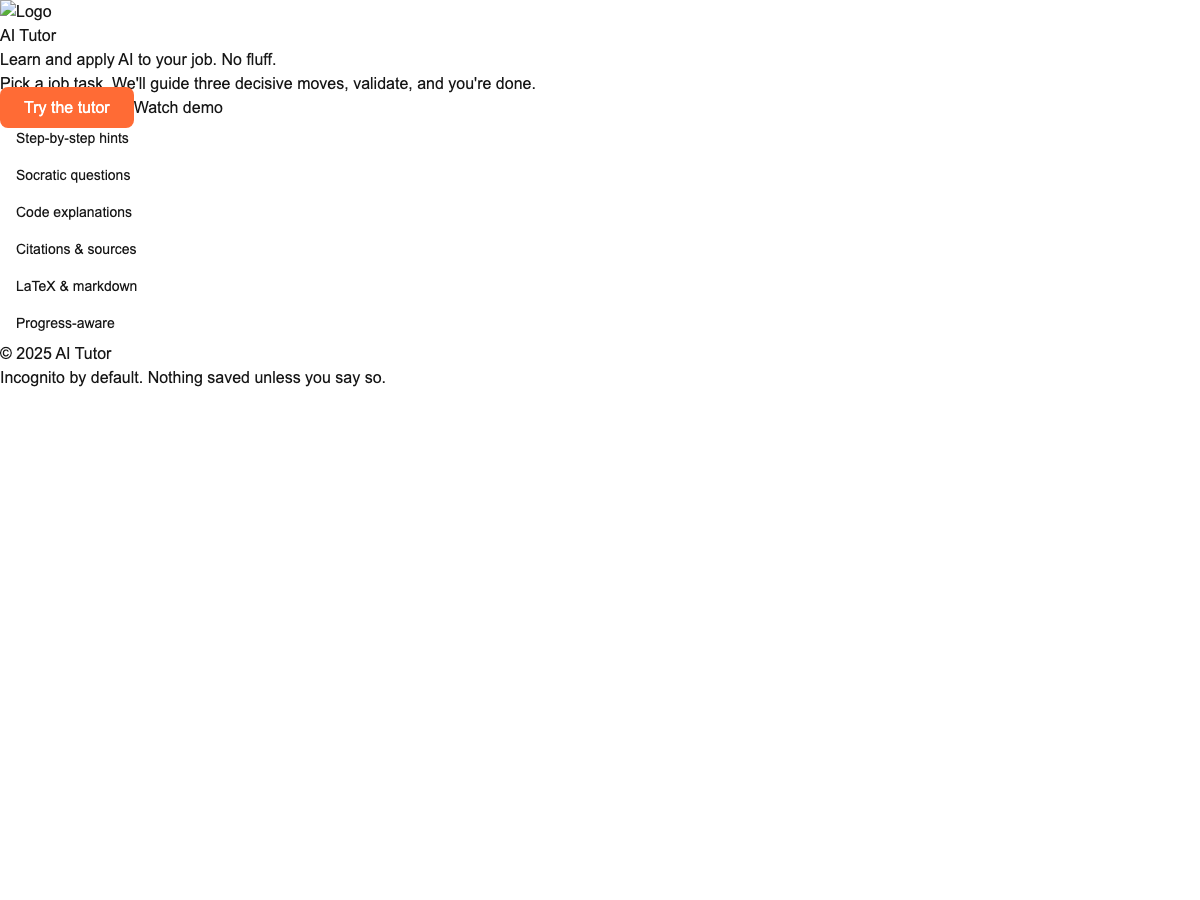 Logo
AI Tutor
Learn and apply AI to your job. No fluff.
Pick a job task. We'll guide three decisive moves, validate, and you're done.
Try the tutor Watch demo
Step-by-step hints
Socratic questions
Code explanations
Citations & sources
LaTeX & markdown
Progress-aware
© 2025 AI Tutor
Incognito by default. Nothing saved unless you say so.